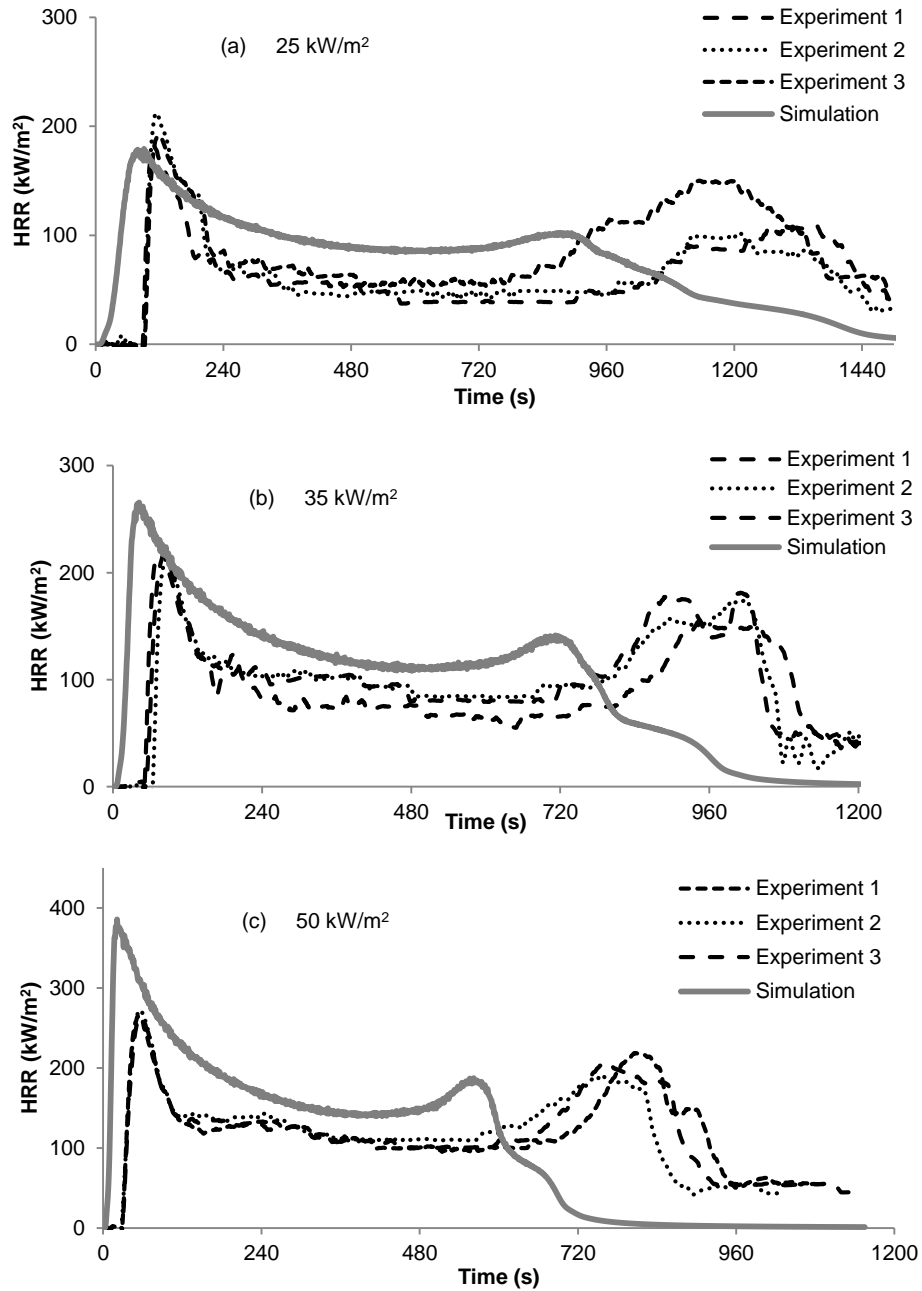 300
(a) 25 kW/m²
Experiment 1
Experiment 2
Experiment 3
Simulation
200
100
0
HRR (kW/m²)
0 240 480 720 960 1200 1440
Time (s)
300
(b) 35 kW/m²
Experiment 1
Experiment 2
Experiment 3
Simulation
200
100
0
HRR (kW/m²)
0 240 480 720 960 1200
Time (s)
400
(c) 50 kW/m²
Experiment 1
Experiment 2
Experiment 3
Simulation
300
200
100
0
HRR (kW/m²)
0 240 480 720 960 1200
Time (s)